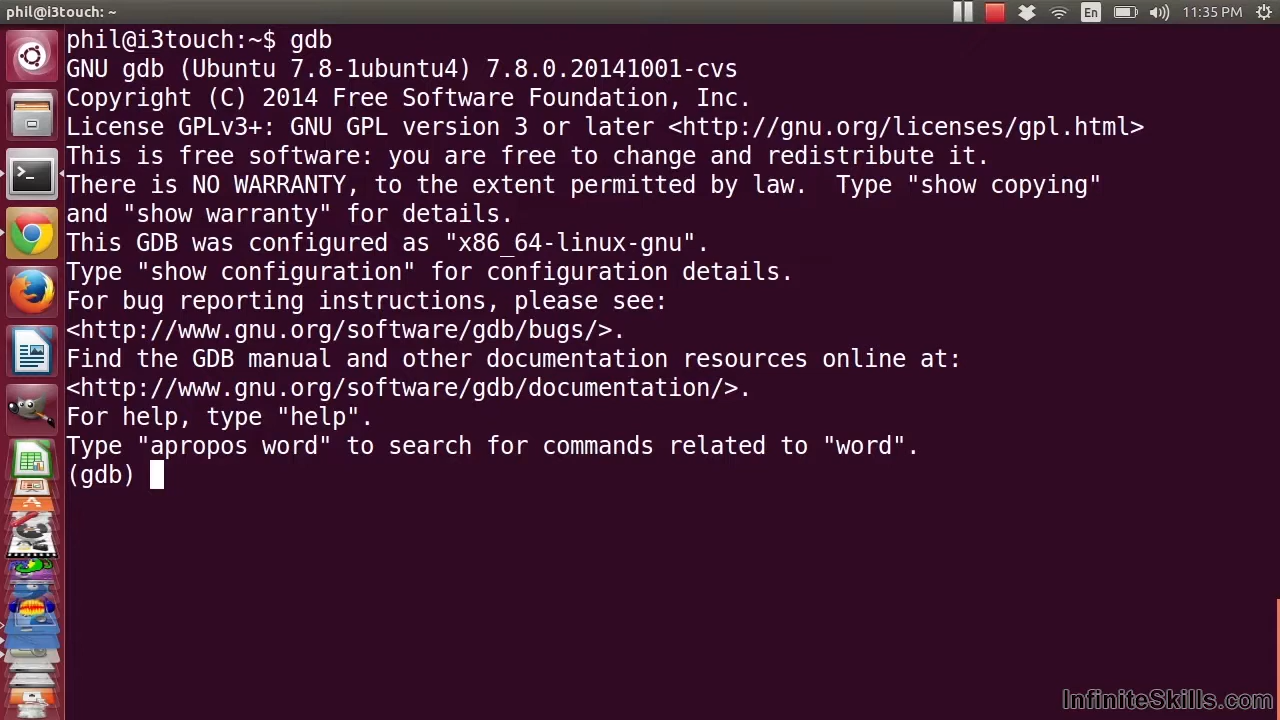 phil@i3touch: ~
En
11:35 PM
phil@i3touch:~$ gdb
GNU gdb (Ubuntu 7.8-1ubuntu4) 7.8.0.20141001-cvs
Copyright (C) 2014 Free Software Foundation, Inc.
License GPLv3+: GNU GPL version 3 or later <http://gnu.org/licenses/gpl.html>
This is free software: you are free to change and redistribute it.
There is NO WARRANTY, to the extent permitted by law.  Type "show copying"
and "show warranty" for details.
This GDB was configured as "x86_64-linux-gnu".
Type "show configuration" for configuration details.
For bug reporting instructions, please see:
<http://www.gnu.org/software/gdb/bugs/>.
Find the GDB manual and other documentation resources online at:
<http://www.gnu.org/software/gdb/documentation/>.
For help, type "help".
Type "apropos word" to search for commands related to "word".
(gdb)
InfiniteSkills.com